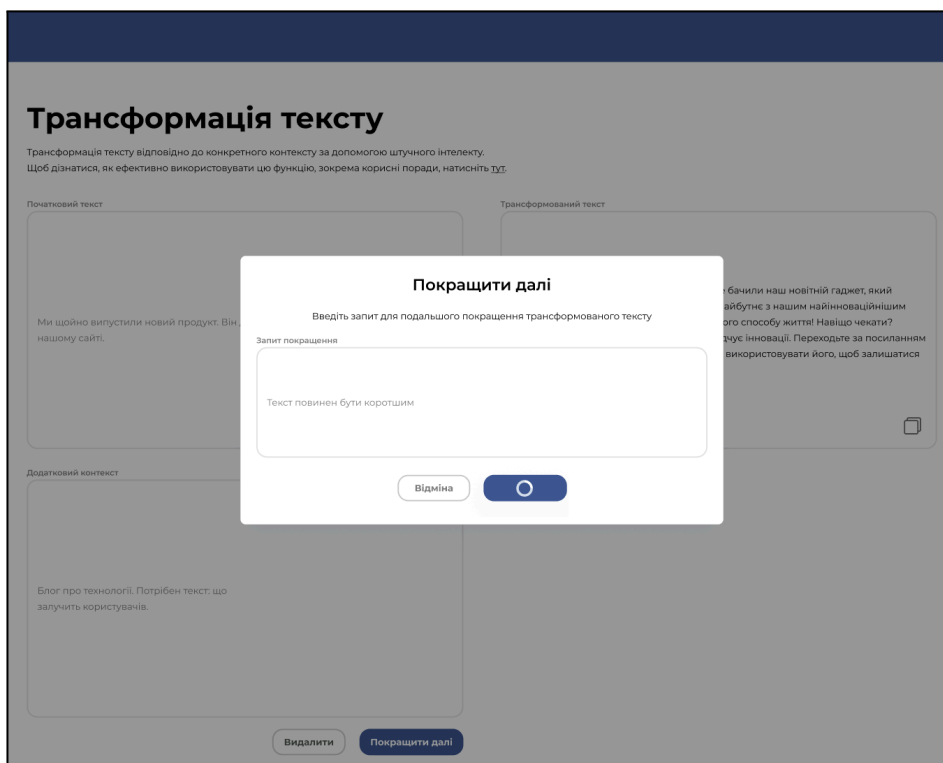 Трансформація тексту
Трансформація тексту відповідно до конкретного контексту за допомогою штучного інтелекту.
Щоб дізнатися, як ефективно використовувати цю функцію, зокрема корисні поради, натисніть тут.
Початковий текст
Ми щойно випустили новий продукт. Він
нашому сайті.
Трансформований текст
бачили наш новітній гаджет, який
айбутнє з нашим найінноваційнішим
ого способу життя! Навіщо чекати?
дчує інновації. Переходьте за посиланням
використовувати його, щоб залишатися
Покращити далі
Введіть запит для подальшого покращення трансформованого тексту
Запит покращення
Текст повинен бути коротшим
Відміна
Додатковий контекст
Блог про технології. Потрібен текст: що
залучить користувачів.
Видалити
Покращити далі